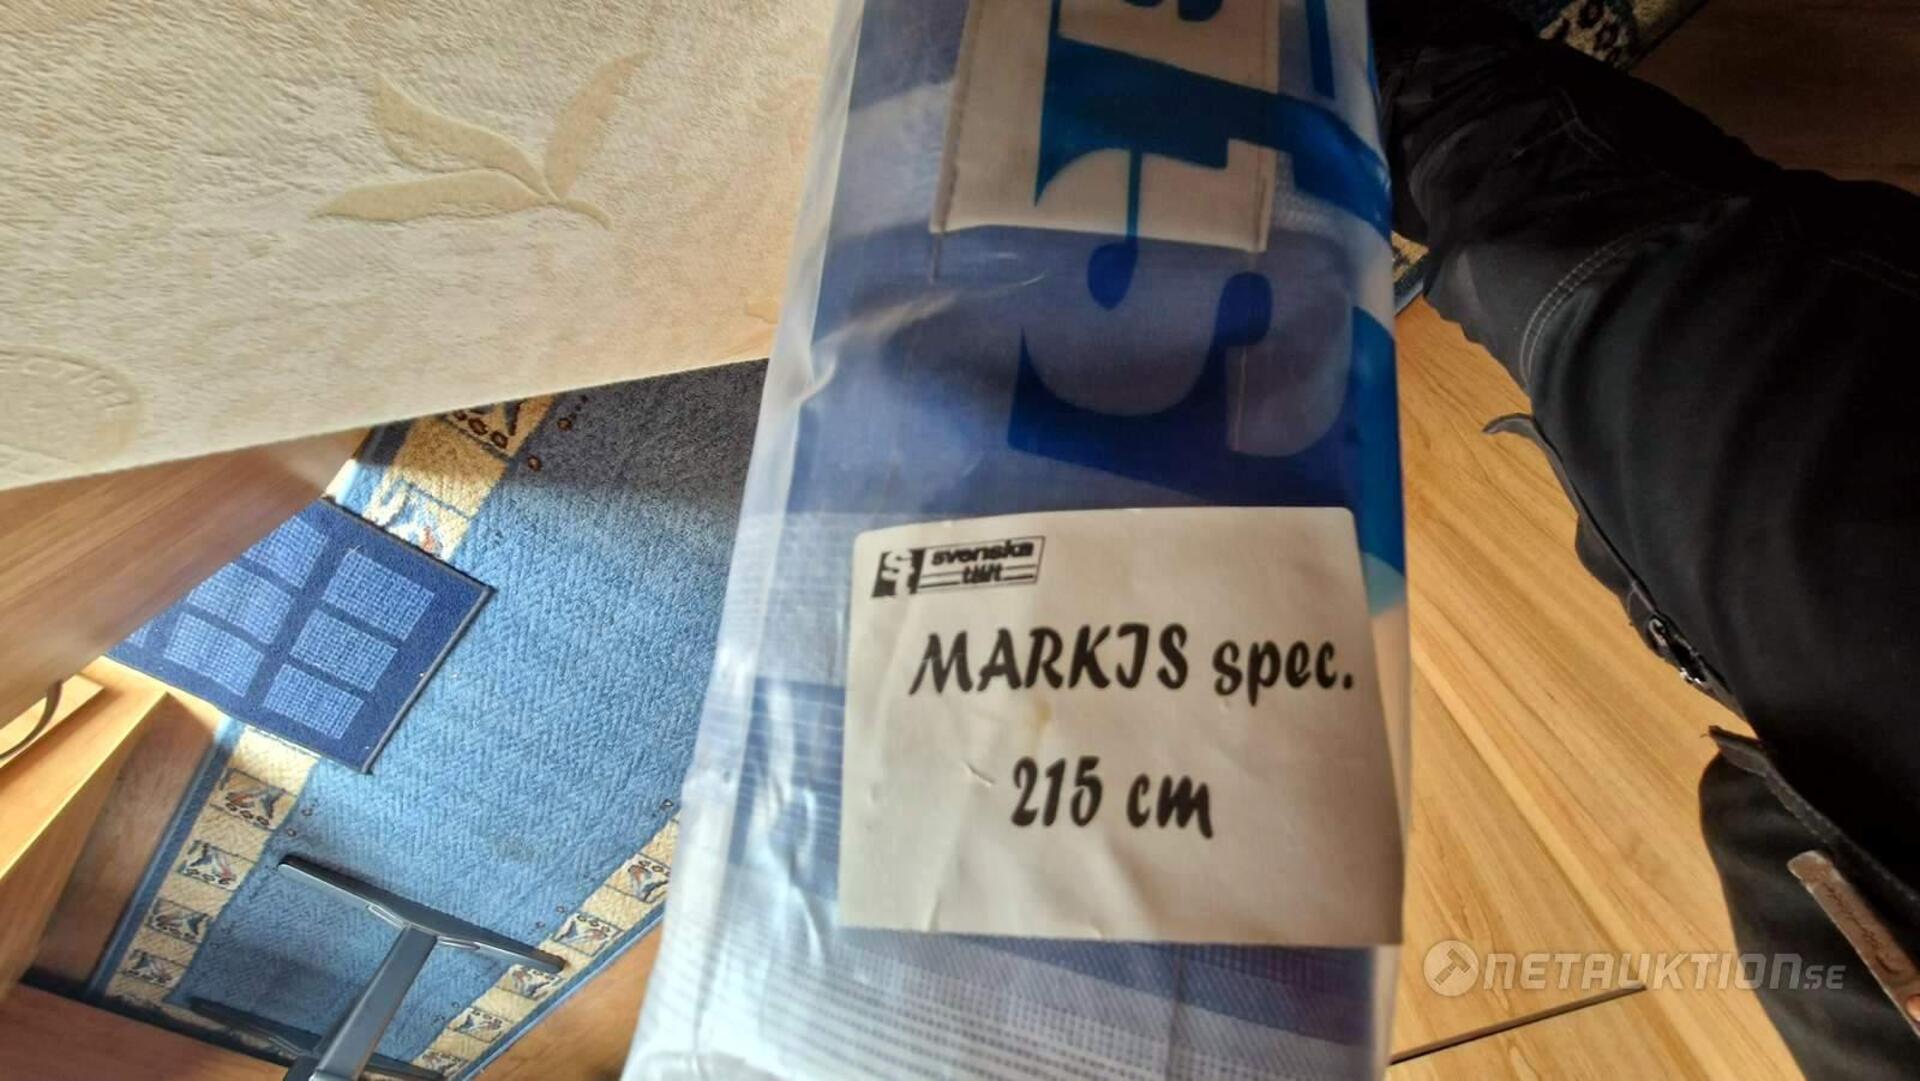 svenska
tält
MARKIS spec.
215 cm
NETAUKTION.SE